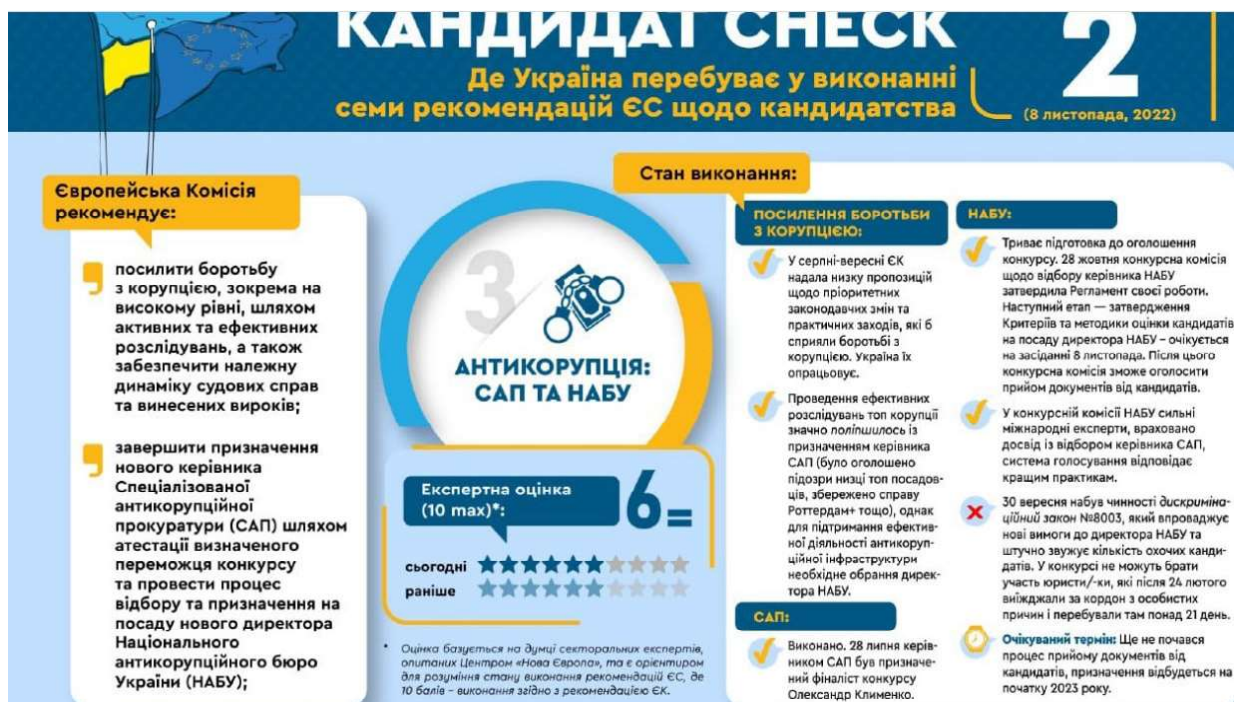 КАНДИДАТ CHECK
Де Україна перебуває у виконанні
семи рекомендацій ЄС щодо кандидатства
2
(8 листопада, 2022)
Європейська Комісія
рекомендує:
посилити боротьбу
з корупцією, зокрема на
високому рівні, шляхом
активних та ефективних
розслідувань, а також
забезпечити належну
динаміку судових справ
та винесених вироків;
завершити призначення
нового керівника
Спеціалізованої
антикорупційної
прокуратури (САП) шляхом
атестації визначеного
переможця конкурсу
та провести процес
відбору та призначення на
посаду нового директора
Національного
антикорупційного бюро
України (НАБУ);
3
АНТИКОРУПЦІЯ:
САП ТА НАБУ
Експертна оцінка
(10 max)*:
6=
сьогодні
раніше
* Оцінка базується на думці секторальних експертів,
опитаних Центром «Нова Європа», та є орієнтиром
для розуміння стану виконання рекомендацій ЄС, де
10 балів – виконання згідно з рекомендацією ЄК.
Стан виконання:
ПОСИЛЕННЯ БОРОТЬБИ
З КОРУПЦІЄЮ:
У серпні-вересні ЄК
надала низку пропозицій
щодо пріоритетних
законодавчих змін та
практичних заходів, які б
сприяли боротьбі з
корупцією. Україна їх
опрацьовує.
Проведення ефективних
розслідувань топ корупції
значно поліпшилось із
призначенням керівника
САП (було оголошено
підозри низці топ посадов-
ців, збережено справу
Роттердам+ тощо), однак
для підтримання ефектив-
ної діяльності антикоруп-
ційної інфраструктури
необхідне обрання дирек-
тора НАБУ.
САП:
Виконано. 28 липня керів-
ником САП був призначе-
ний фіналіст конкурсу
Олександр Клименко.
НАБУ:
Триває підготовка до оголошення
конкурсу. 28 жовтня конкурсна комісія
щодо відбору керівника НАБУ
затвердила Регламент своєї роботи.
Наступний етап — затвердження
Критеріїв та методики оцінки кандидатів
на посаду директора НАБУ – очікується
на засіданні 8 листопада. Після цього
конкурсна комісія зможе оголосити
прийом документів від кандидатів.
У конкурсній комісії НАБУ сильні
міжнародні експерти, враховано
досвід із відбором керівника САП,
система голосування відповідає
кращим практикам.
30 вересня набув чинності дискриміна-
ційний закон №8003, який впроваджує
нові вимоги до директора НАБУ та
штучно звужує кількість охочих канди-
датів. У конкурсі не можуть брати
участь юристи/-ки, які після 24 лютого
виїжджали за кордон з особистих
причин і перебували там понад 21 день.
Очікуваний термін: Ще не почався
процес прийому документів від
кандидатів, призначення відбудеться на
початку 2023 року.